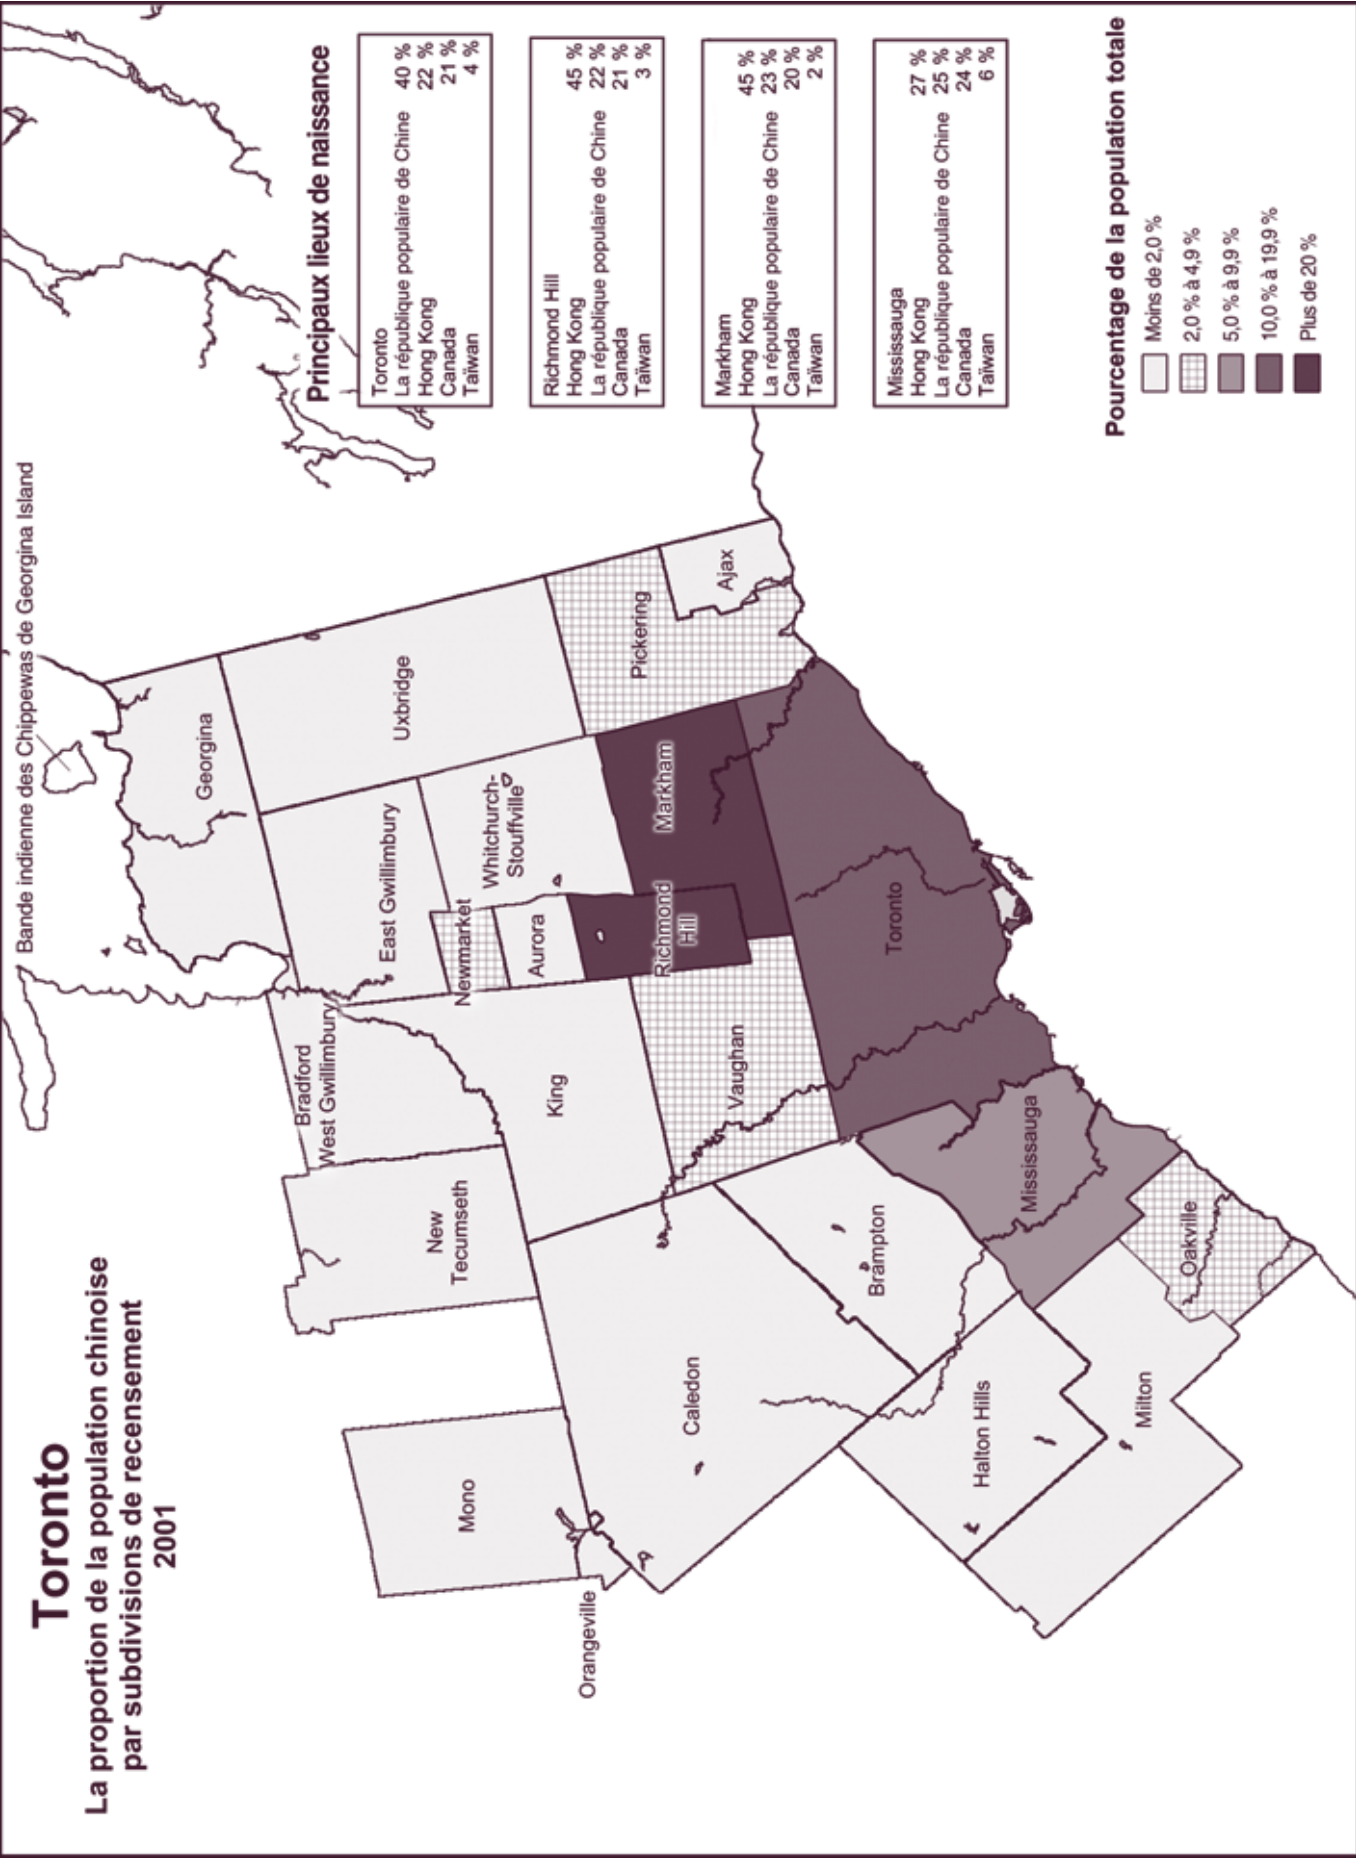 Toronto
La proportion de la population chinoise
par subdivisions de recensement
2001
Bande indienne des Chippewas de Georgina Island
Georgina
Uxbridge
Bradford
West Gwillimbury
East Gwillimbury
Newmarket
Whitchurch-
Stouffville
Aurora
New
Tecumseth
King
Mono
Orangeville
Caledon
Vaughan
Richmond
Hill
Markham
Pickering
Ajax
Toronto
Brampton
Mississauga
Halton Hills
Milton
Oakville
Principaux lieux de naissance
Toronto
La république populaire de Chine 40 %
Hong Kong 22 %
Canada 21 %
Taïwan 4 %
Richmond Hill
Hong Kong 45 %
La république populaire de Chine 22 %
Canada 21 %
Taïwan 3 %
Markham
Hong Kong 45 %
La république populaire de Chine 23 %
Canada 20 %
Taïwan 2 %
Mississauga
Hong Kong 27 %
La république populaire de Chine 25 %
Canada 24 %
Taïwan 6 %
Pourcentage de la population totale
Moins de 2,0 %
2,0 % à 4,9 %
5,0 % à 9,9 %
10,0 % à 19,9 %
Plus de 20 %